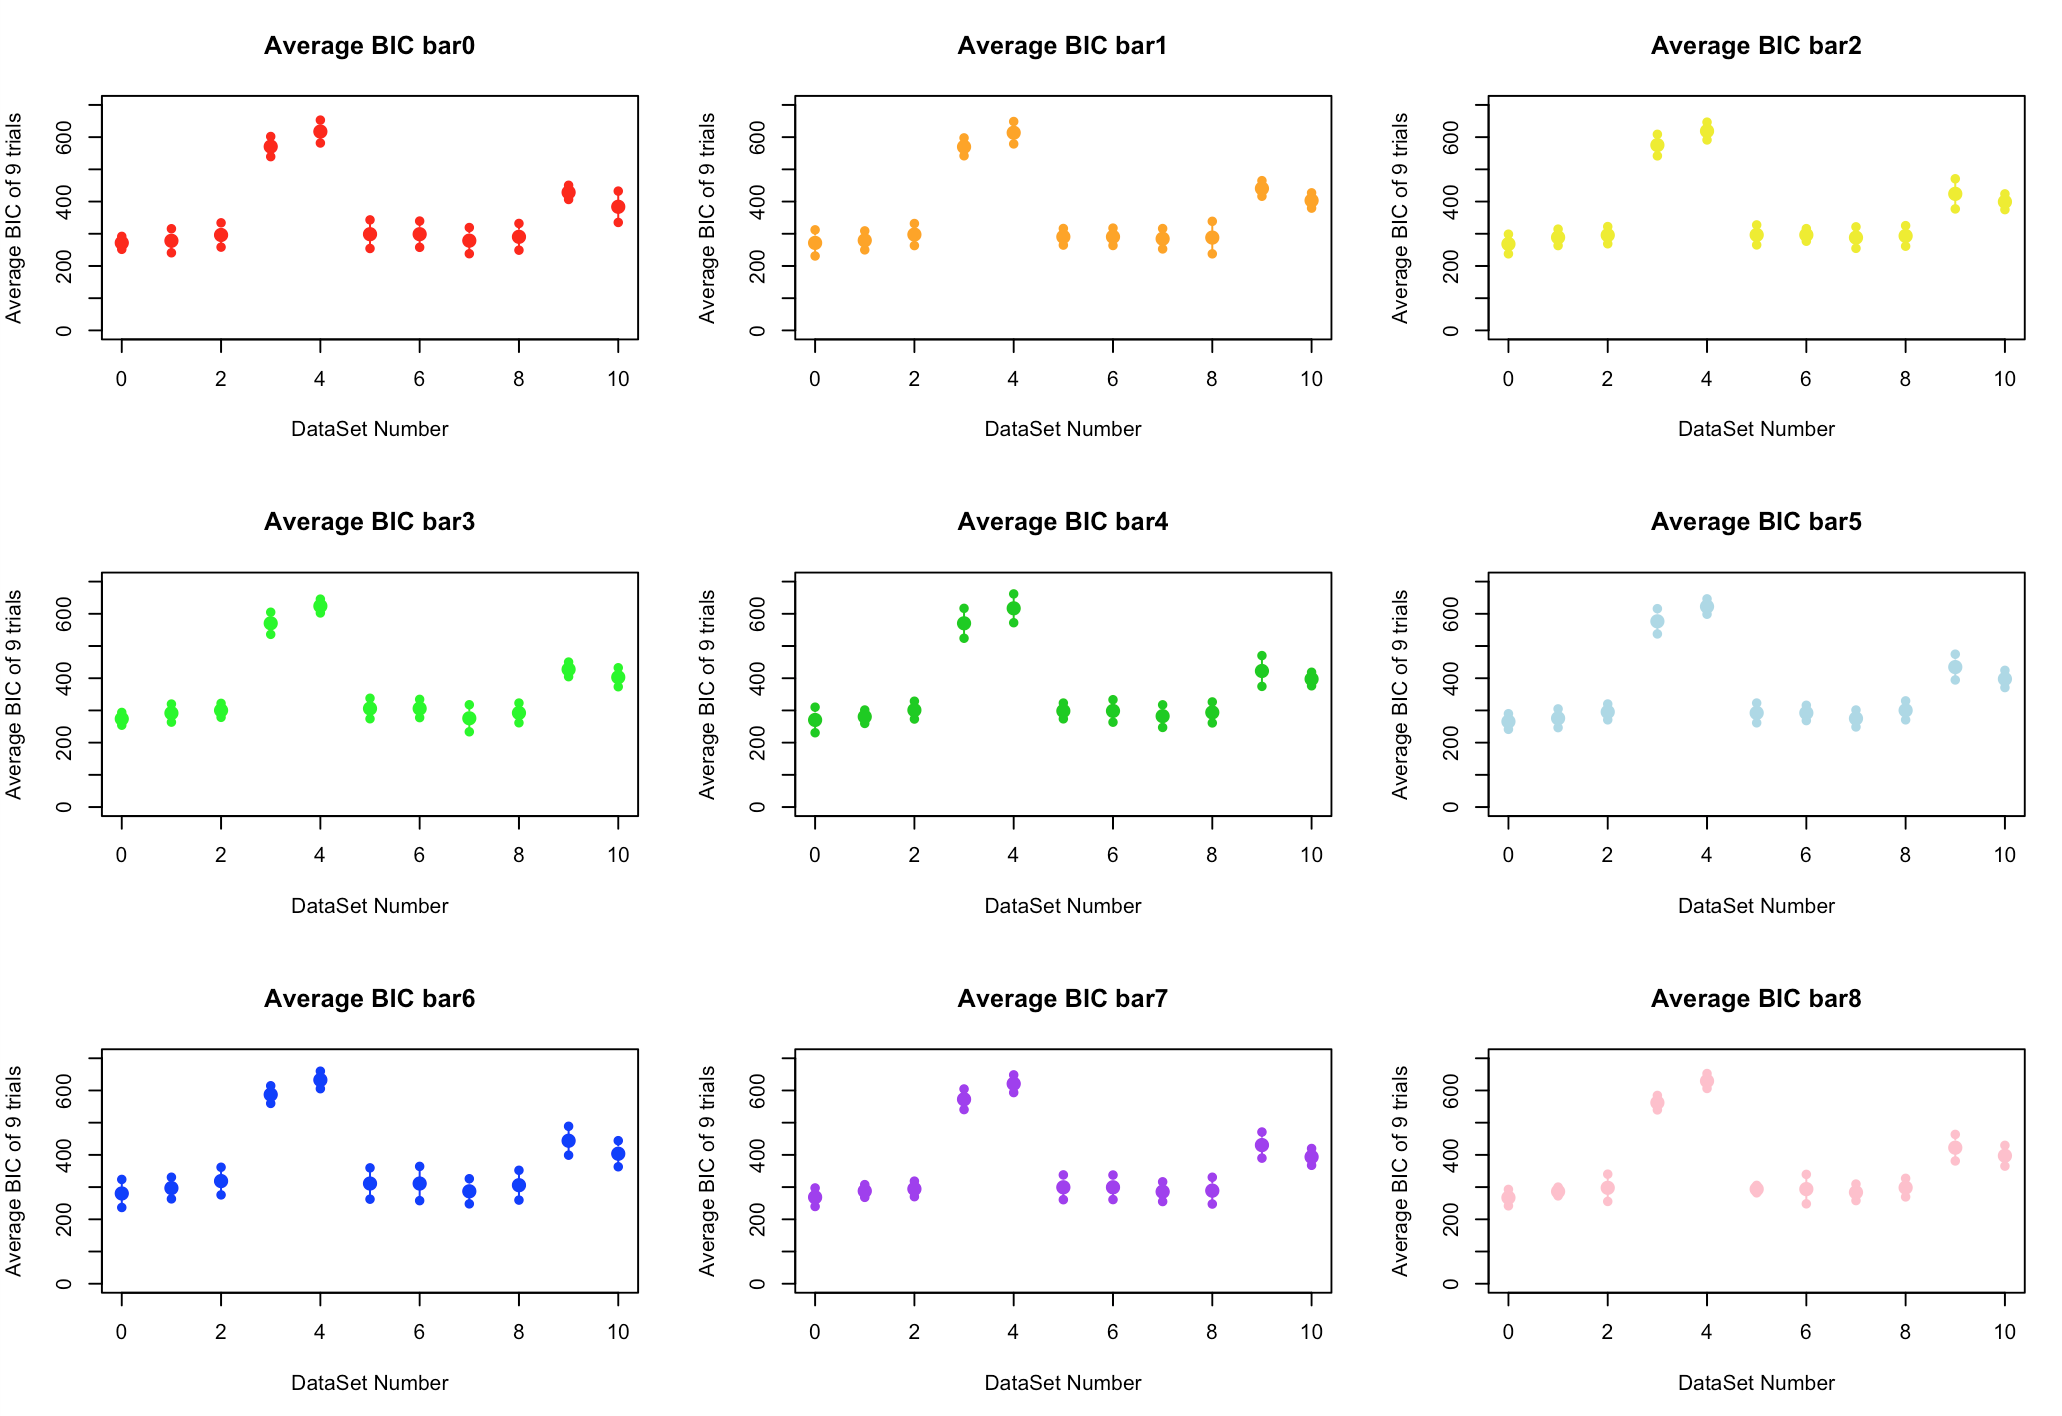 Average BIC bar0
Average BIC of 9 trials
600
400
200
0
0 2 4 6 8 10
DataSet Number
Average BIC bar1
Average BIC of 9 trials
600
400
200
0
0 2 4 6 8 10
DataSet Number
Average BIC bar2
Average BIC of 9 trials
600
400
200
0
0 2 4 6 8 10
DataSet Number
Average BIC bar3
Average BIC of 9 trials
600
400
200
0
0 2 4 6 8 10
DataSet Number
Average BIC bar4
Average BIC of 9 trials
600
400
200
0
0 2 4 6 8 10
DataSet Number
Average BIC bar5
Average BIC of 9 trials
600
400
200
0
0 2 4 6 8 10
DataSet Number
Average BIC bar6
Average BIC of 9 trials
600
400
200
0
0 2 4 6 8 10
DataSet Number
Average BIC bar7
Average BIC of 9 trials
600
400
200
0
0 2 4 6 8 10
DataSet Number
Average BIC bar8
Average BIC of 9 trials
600
400
200
0
0 2 4 6 8 10
DataSet Number